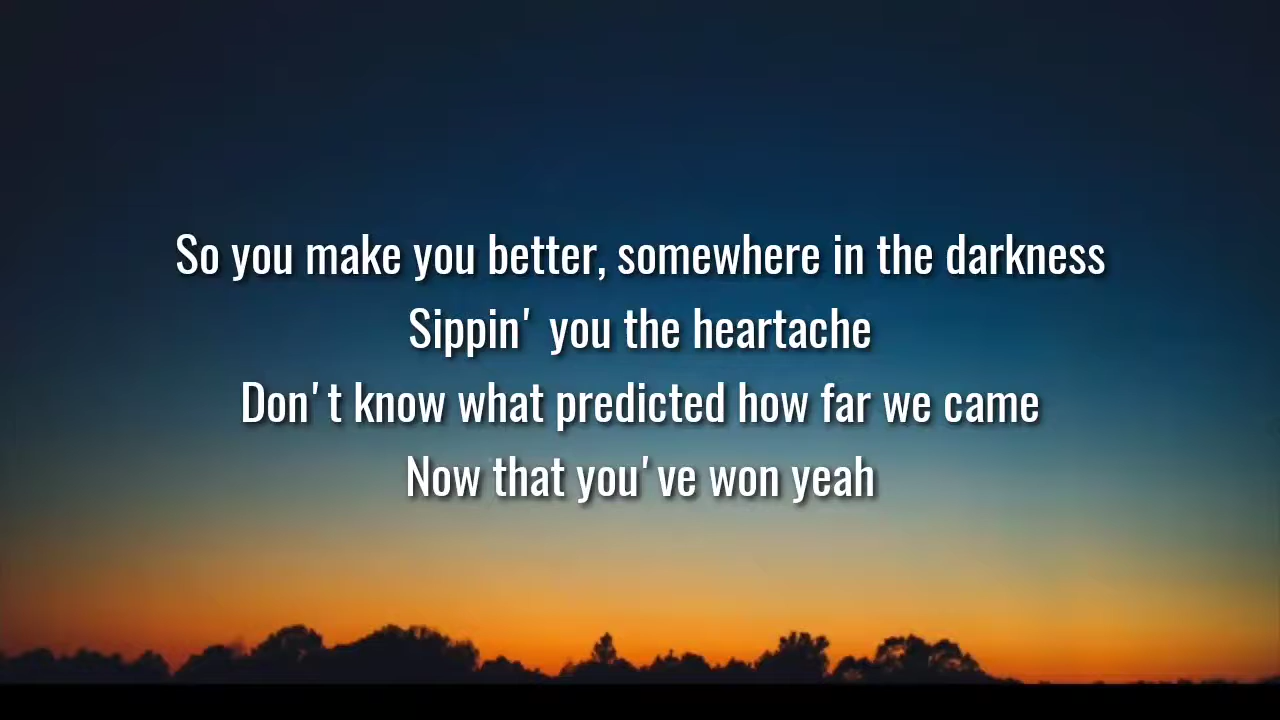 So you make you better, somewhere in the darkness
Sippin' you the heartache
Don't know what predicted how far we came
Now that you've won yeah